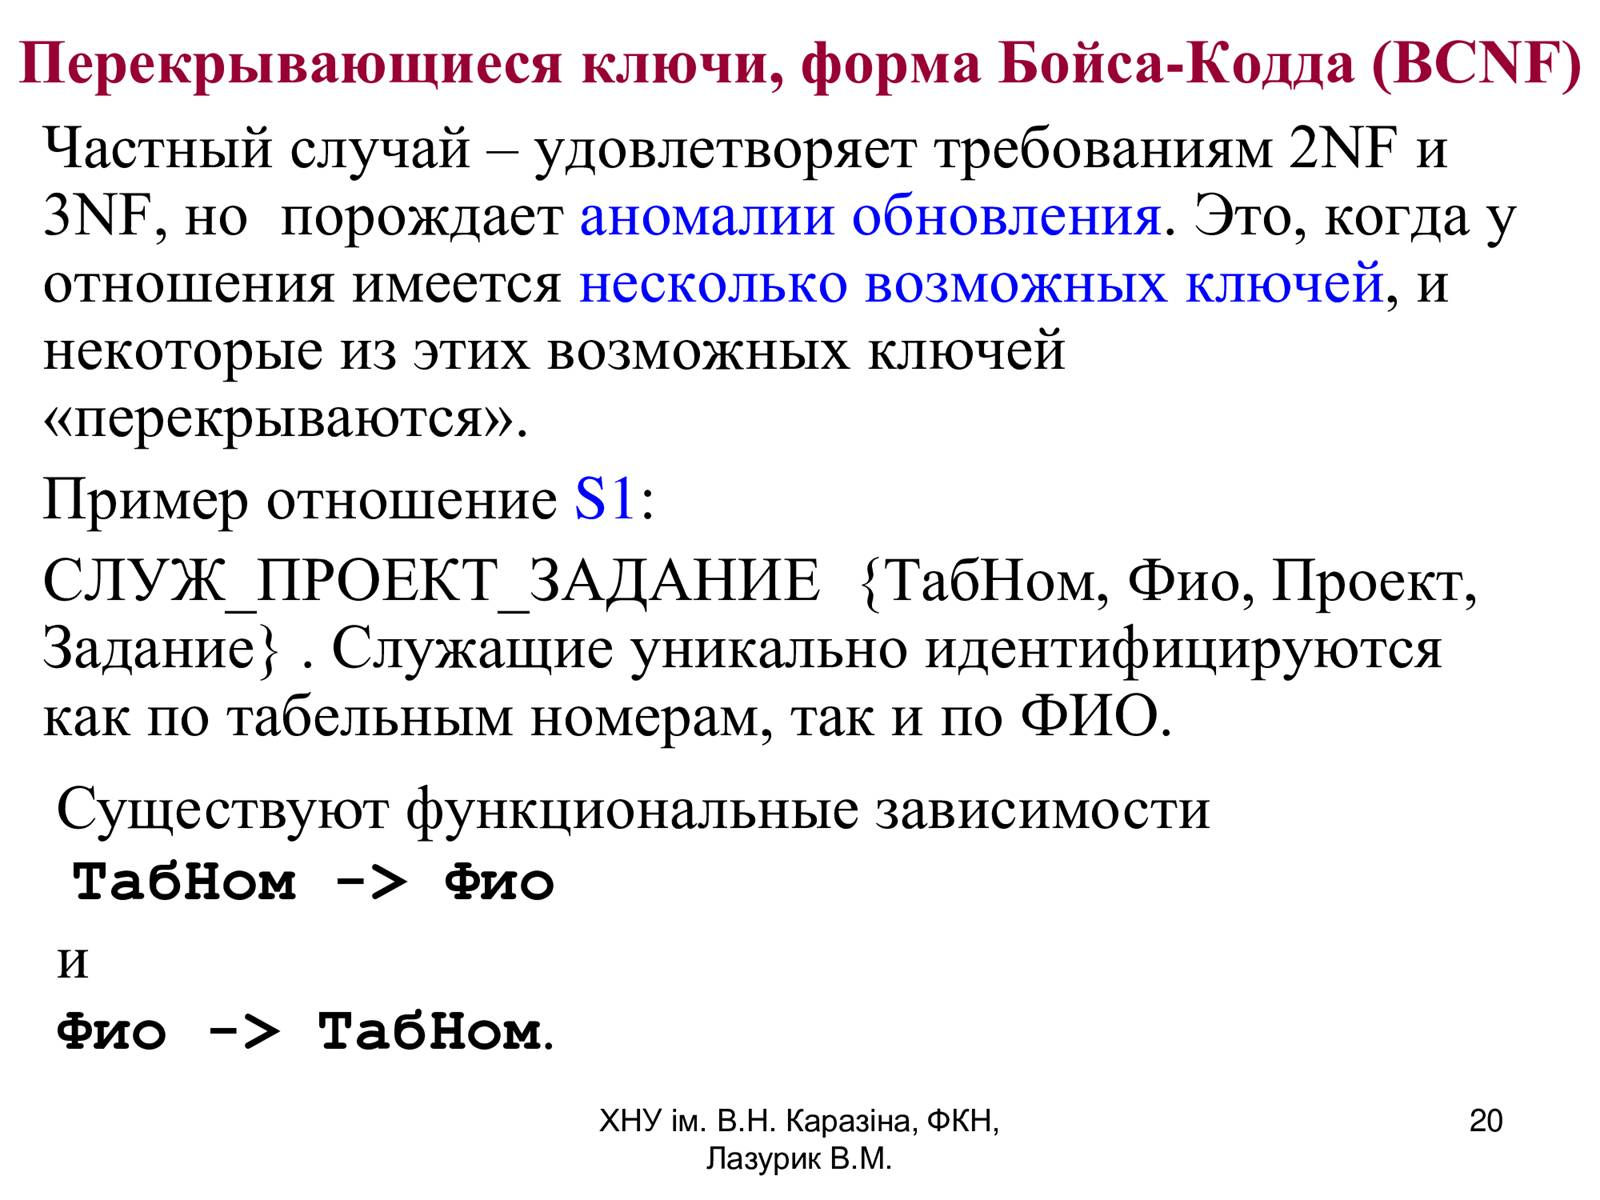 Перекрывающиеся ключи, форма Бойса-Кодда (BCNF)
Частный случай – удовлетворяет требованиям 2NF и
3NF, но порождает аномалии обновления. Это, когда у
отношения имеется несколько возможных ключей, и
некоторые из этих возможных ключей
«перекрываются».
Пример отношение S1:
СЛУЖ_ПРОЕКТ_ЗАДАНИЕ {ТабНом, Фио, Проект,
Задание} . Служащие уникально идентифицируются
как по табельным номерам, так и по ФИО.
Существуют функциональные зависимости
ТабНом -> Фио
и
Фио -> ТабНом.
ХНУ ім. В.Н. Каразіна, ФКН,
Лазурик В.М.
20